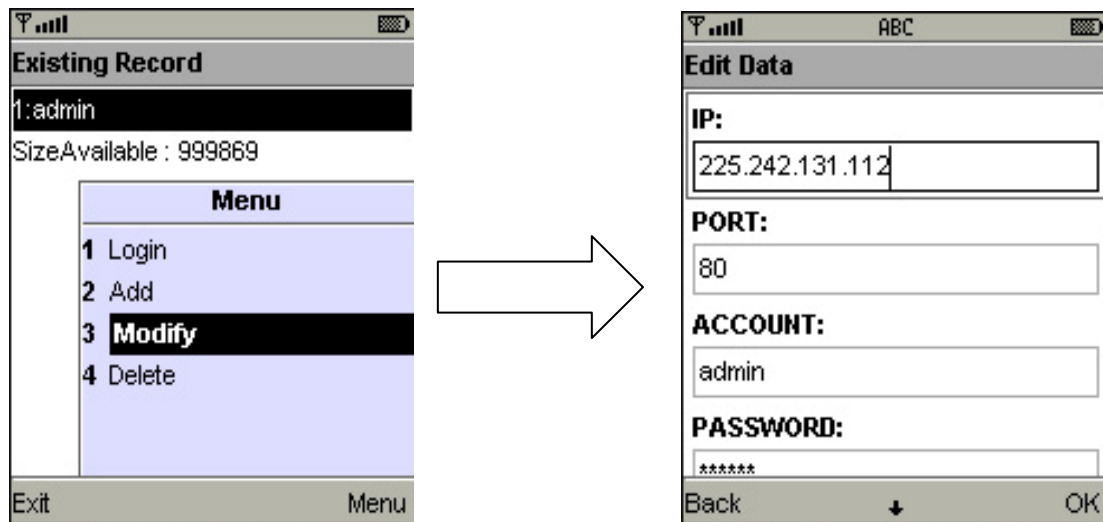 Existing Record
1:admin
SizeAvailable : 999869
Menu
1 Login
2 Add
3 Modify
4 Delete
Exit Menu
ABC
Edit Data
IP:
225.242.131.112
PORT:
80
ACCOUNT:
admin
PASSWORD:
******
Back OK